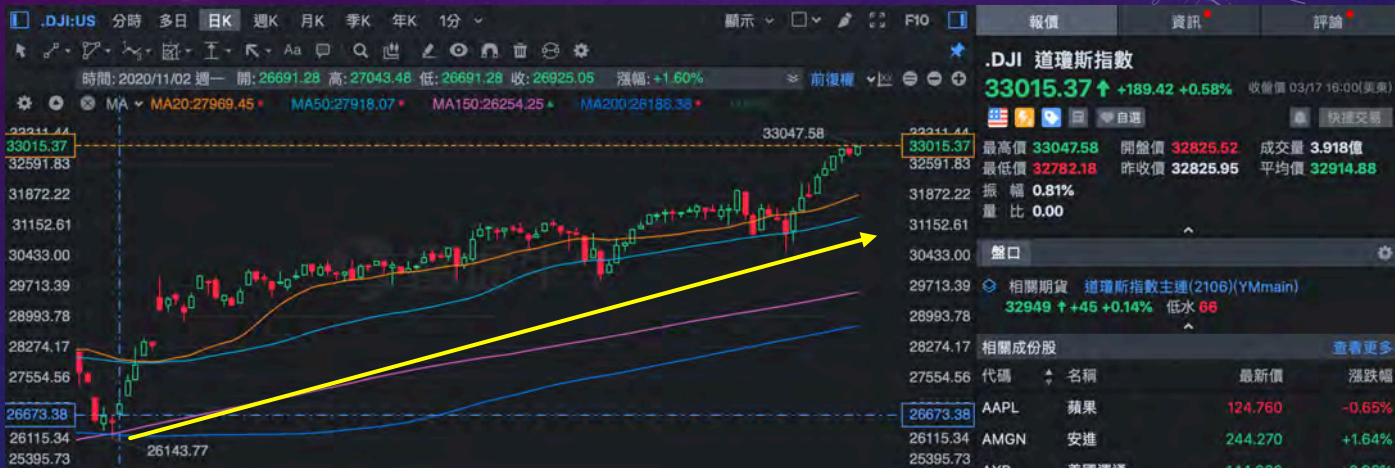 .DJI:US 分時 多日 日K 週K 月K 季K 年K 1分 顯示 F10
Aa
時間: 2020/11/02 週一 開: 26691.28 高: 27043.48 低: 26691.28 收: 26925.05 漲幅: +1.60% 前復權
MA MA20:27969.45 MA50:27918.07 MA150:26254.25 MA200:26186.38
33311.44 33311.44
33047.58
33015.37 33015.37
32591.83 32591.83
31872.22 31872.22
31152.61 31152.61
30433.00 30433.00
29713.39 29713.39
28993.78 28993.78
28274.17 28274.17
27554.56 27554.56
26673.38 26673.38
26115.34 26115.34
26143.77
25395.73 25395.73
報價 資訊 評論
.DJI 道瓊斯指數
33015.37 +189.42 +0.58% 收盤價 03/17 16:00(美東)
自選 快捷交易
最高價 33047.58 開盤價 32825.52 成交量 3.918億
最低價 32782.18 昨收價 32825.95 平均價 32914.88
振幅 0.81%
量比 0.00
盤口
相關期貨 道瓊斯指數主連(2106)(YMmain)
32949 +45 +0.14% 低水 66
相關成份股 查看更多
代碼 名稱 最新價 漲跌幅
AAPL 蘋果 124.760 -0.65%
AMGN 安進 244.270 +1.64%